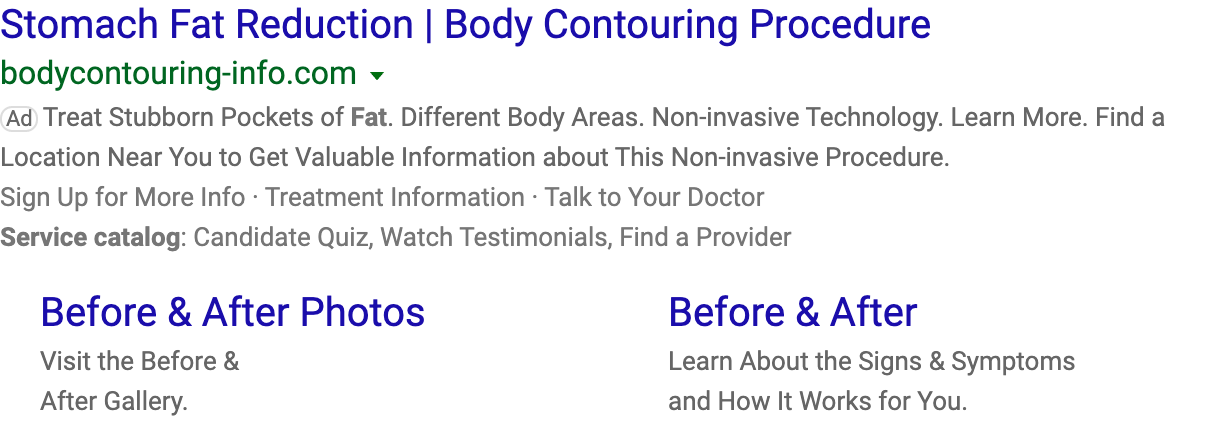 Stomach Fat Reduction | Body Contouring Procedure
bodycontouring-info.com
Ad Treat Stubborn Pockets of Fat. Different Body Areas. Non-invasive Technology. Learn More. Find a
Location Near You to Get Valuable Information about This Non-invasive Procedure.
Sign Up for More Info · Treatment Information · Talk to Your Doctor
Service catalog: Candidate Quiz, Watch Testimonials, Find a Provider
Before & After Photos
Visit the Before &
After Gallery.
Before & After
Learn About the Signs & Symptoms
and How It Works for You.